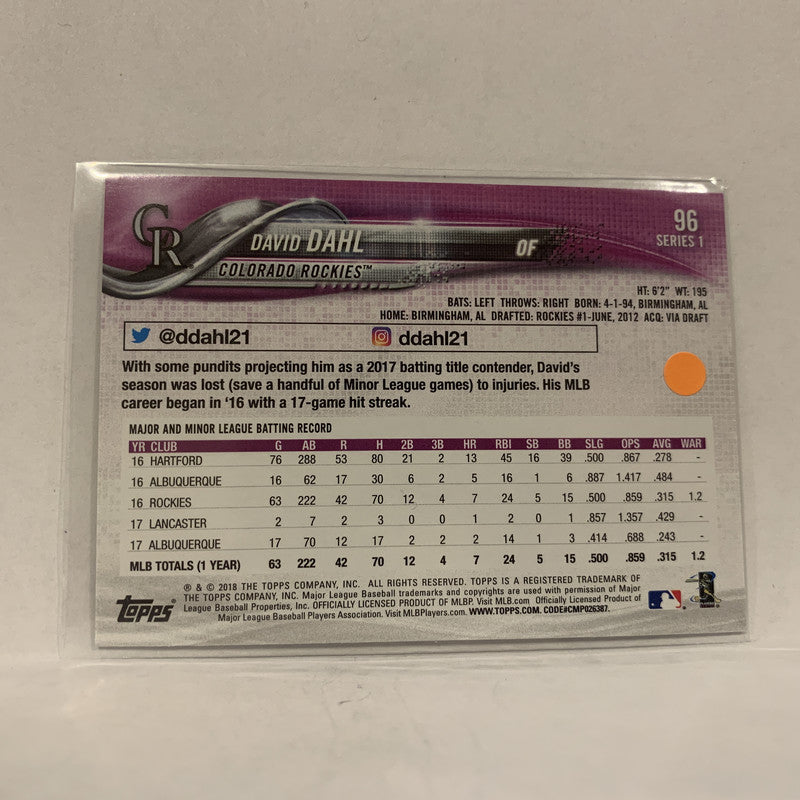 CR
DAVID DAHL
OF
COLORADO ROCKIES™
96
SERIES 1
HT: 6'2" WT: 195
BATS: LEFT THROWS: RIGHT BORN: 4-1-94, BIRMINGHAM, AL
HOME: BIRMINGHAM, AL DRAFTED: ROCKIES #1-JUNE, 2012 ACQ: VIA DRAFT
@ddahl21 ddahl21
With some pundits projecting him as a 2017 batting title contender, David's
season was lost (save a handful of Minor League games) to injuries. His MLB
career began in '16 with a 17-game hit streak.
MAJOR AND MINOR LEAGUE BATTING RECORD
YR CLUB G AB R H 2B 3B HR RBI SB BB SLG OPS AVG WAR
16 HARTFORD 76 288 53 80 21 2 13 45 16 39 .500 .867 .278 -
16 ALBUQUERQUE 16 62 17 30 6 2 5 16 1 6 .887 1.417 .484 -
16 ROCKIES 63 222 42 70 12 4 7 24 5 15 .500 .859 .315 1.2
17 LANCASTER 2 7 2 3 0 0 1 2 0 1 .857 1.357 .429 -
17 ALBUQUERQUE 17 70 12 17 2 2 2 14 1 3 .414 .688 .243 -
MLB TOTALS (1 YEAR) 63 222 42 70 12 4 7 24 5 15 .500 .859 .315 1.2
® & © 2018 THE TOPPS COMPANY, INC. ALL RIGHTS RESERVED. TOPPS IS A REGISTERED TRADEMARK OF
THE TOPPS COMPANY, INC. Major League Baseball trademarks and copyrights are used with permission of Major
League Baseball Properties, Inc. OFFICIALLY LICENSED PRODUCT OF MLBP. Visit MLB.com Officially Licensed Product of
Major League Baseball Players Association. Visit MLBPlayers.com. WWW.TOPPS.COM. CODE#CMP026387.
TOPPS